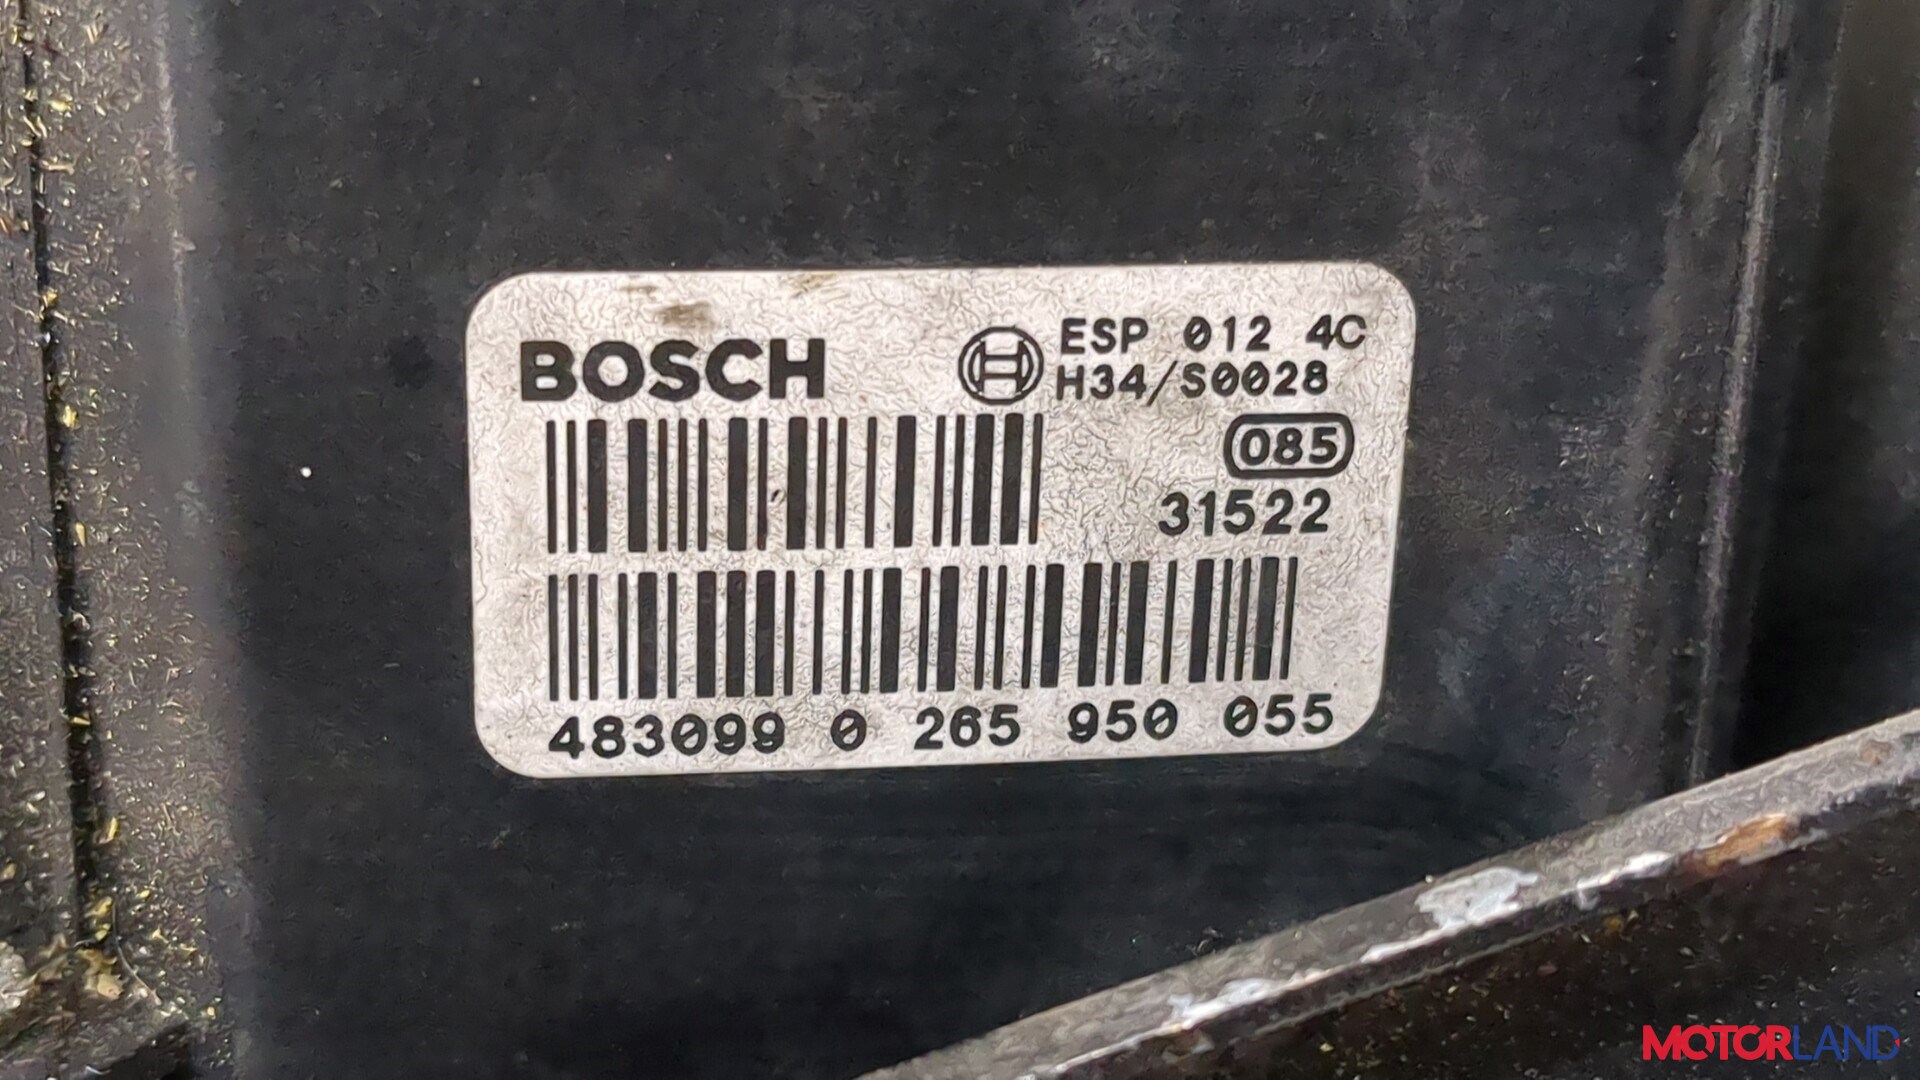 BOSCH
ESP 012 4C
H34/S0028
085
31522
483099 0 265 950 055
MOTORLAND